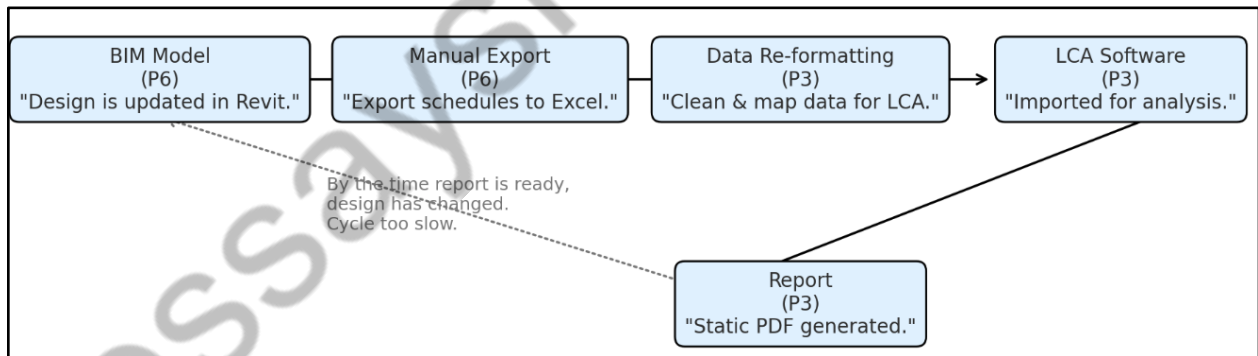 BIM Model
(P6)
"Design is updated in Revit."
Manual Export
(P6)
"Export schedules to Excel."
Data Re-formatting
(P3)
"Clean & map data for LCA."
LCA Software
(P3)
"Imported for analysis."
By the time report is ready,
design has changed.
Cycle too slow.
Report
(P3)
"Static PDF generated."